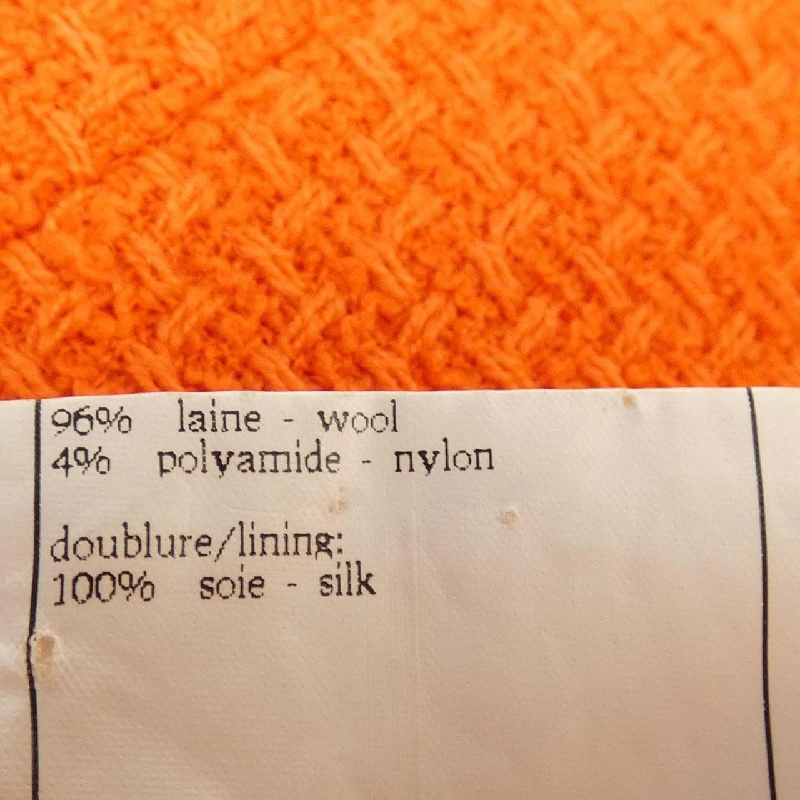 96% laine - wool
4% polyamide - nylon
doublure/lining:
100% soie - silk